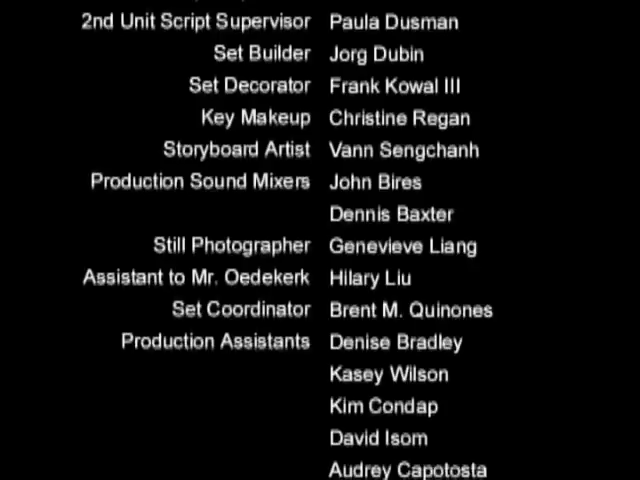 2nd Unit Script Supervisor Paula Dusman
Set Builder Jorg Dubin
Set Decorator Frank Kowal III
Key Makeup Christine Regan
Storyboard Artist Vann Sengchanh
Production Sound Mixers John Bires
Dennis Baxter
Still Photographer Genevieve Liang
Assistant to Mr. Oedekerk Hilary Liu
Set Coordinator Brent M. Quinones
Production Assistants Denise Bradley
Kasey Wilson
Kim Condap
David Isom
Audrey Capotosta